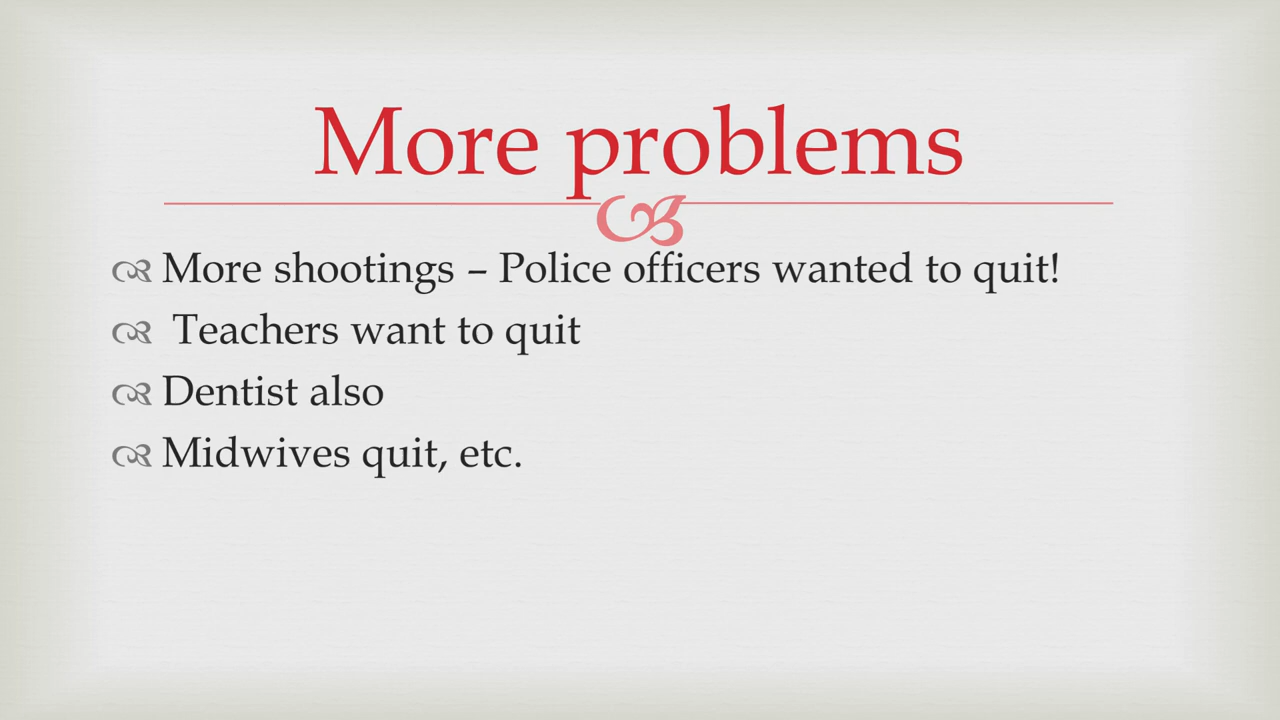 More problems
More shootings – Police officers wanted to quit!
Teachers want to quit
Dentist also
Midwives quit, etc.